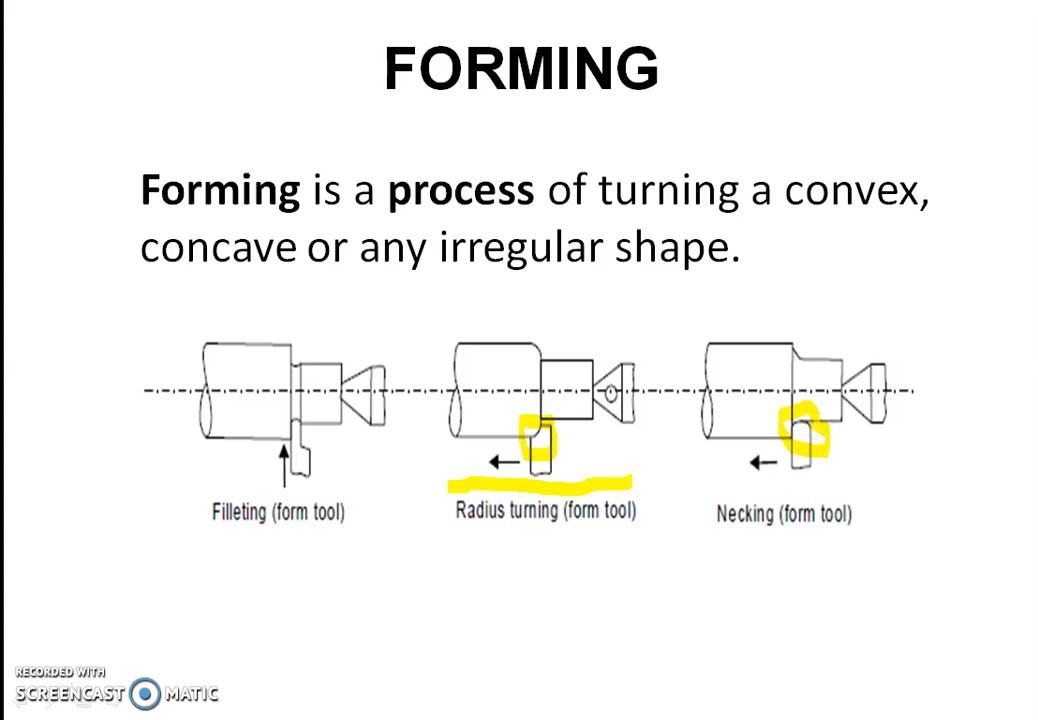 FORMING
Forming is a process of turning a convex,
concave or any irregular shape.
Filleting (form tool)
Radius turning (form tool)
Necking (form tool)
RECORDED WITH
SCREENCAST MATIC